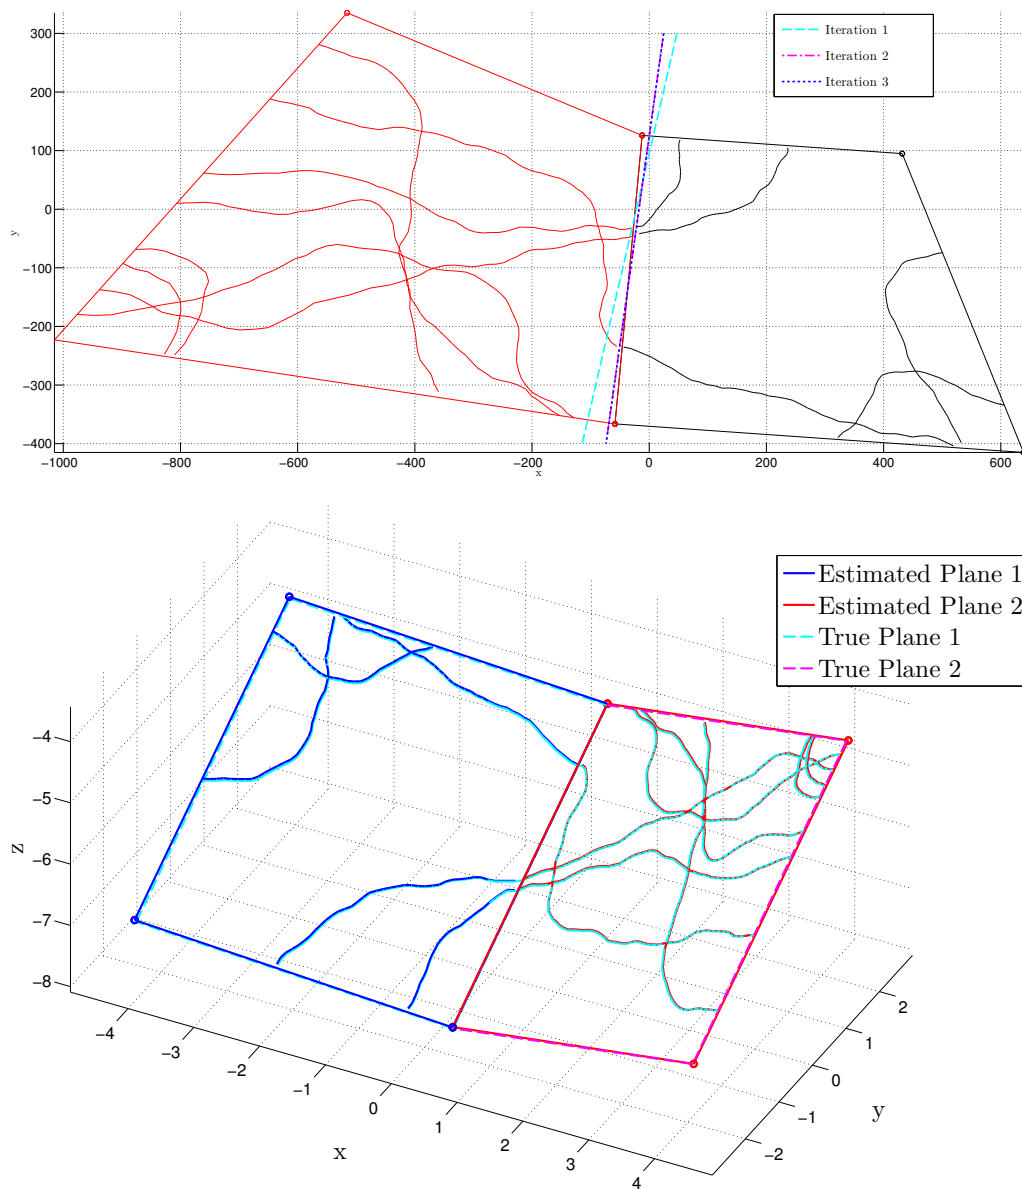 300
200
100
0
−100
−200
−300
−400
y
−1000 −800 −600 −400 −200 0 200 400 600
x
Iteration 1
Iteration 2
Iteration 3
Estimated Plane 1
Estimated Plane 2
True Plane 1
True Plane 2
−4
−5
−6
−7
−8
z
−4
−3
−2
−1
0
1
2
3
4
x
2
1
0
−1
−2
y